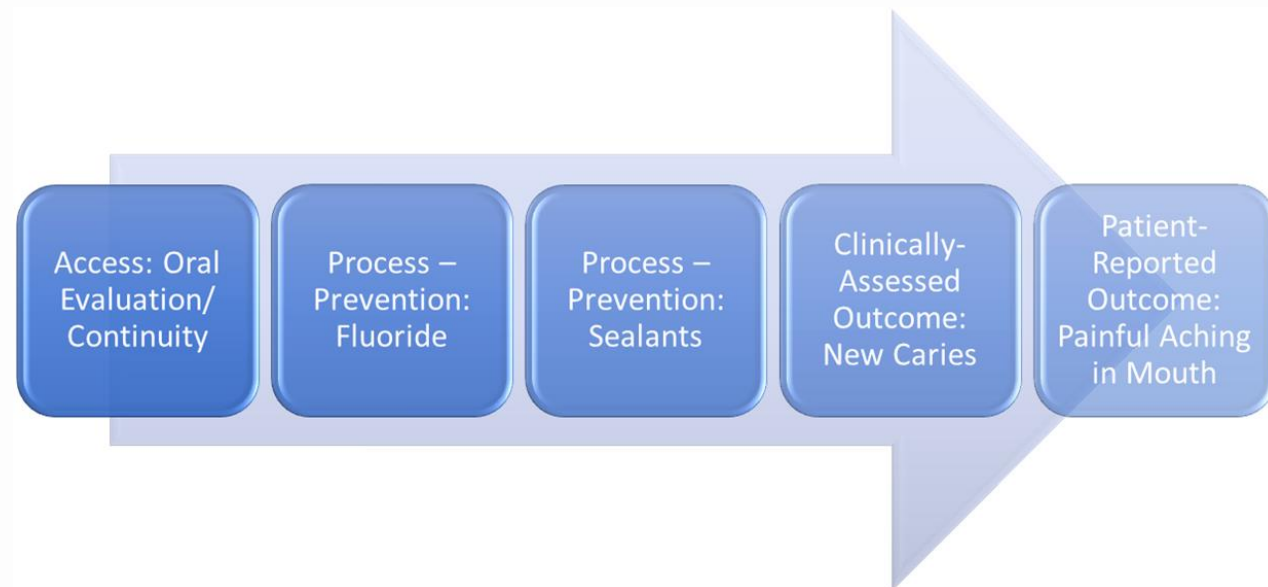 Access: Oral
Evaluation/
Continuity
Process –
Prevention:
Fluoride
Process –
Prevention:
Sealants
Clinically-
Assessed
Outcome:
New Caries
Patient-
Reported
Outcome:
Painful Aching
in Mouth